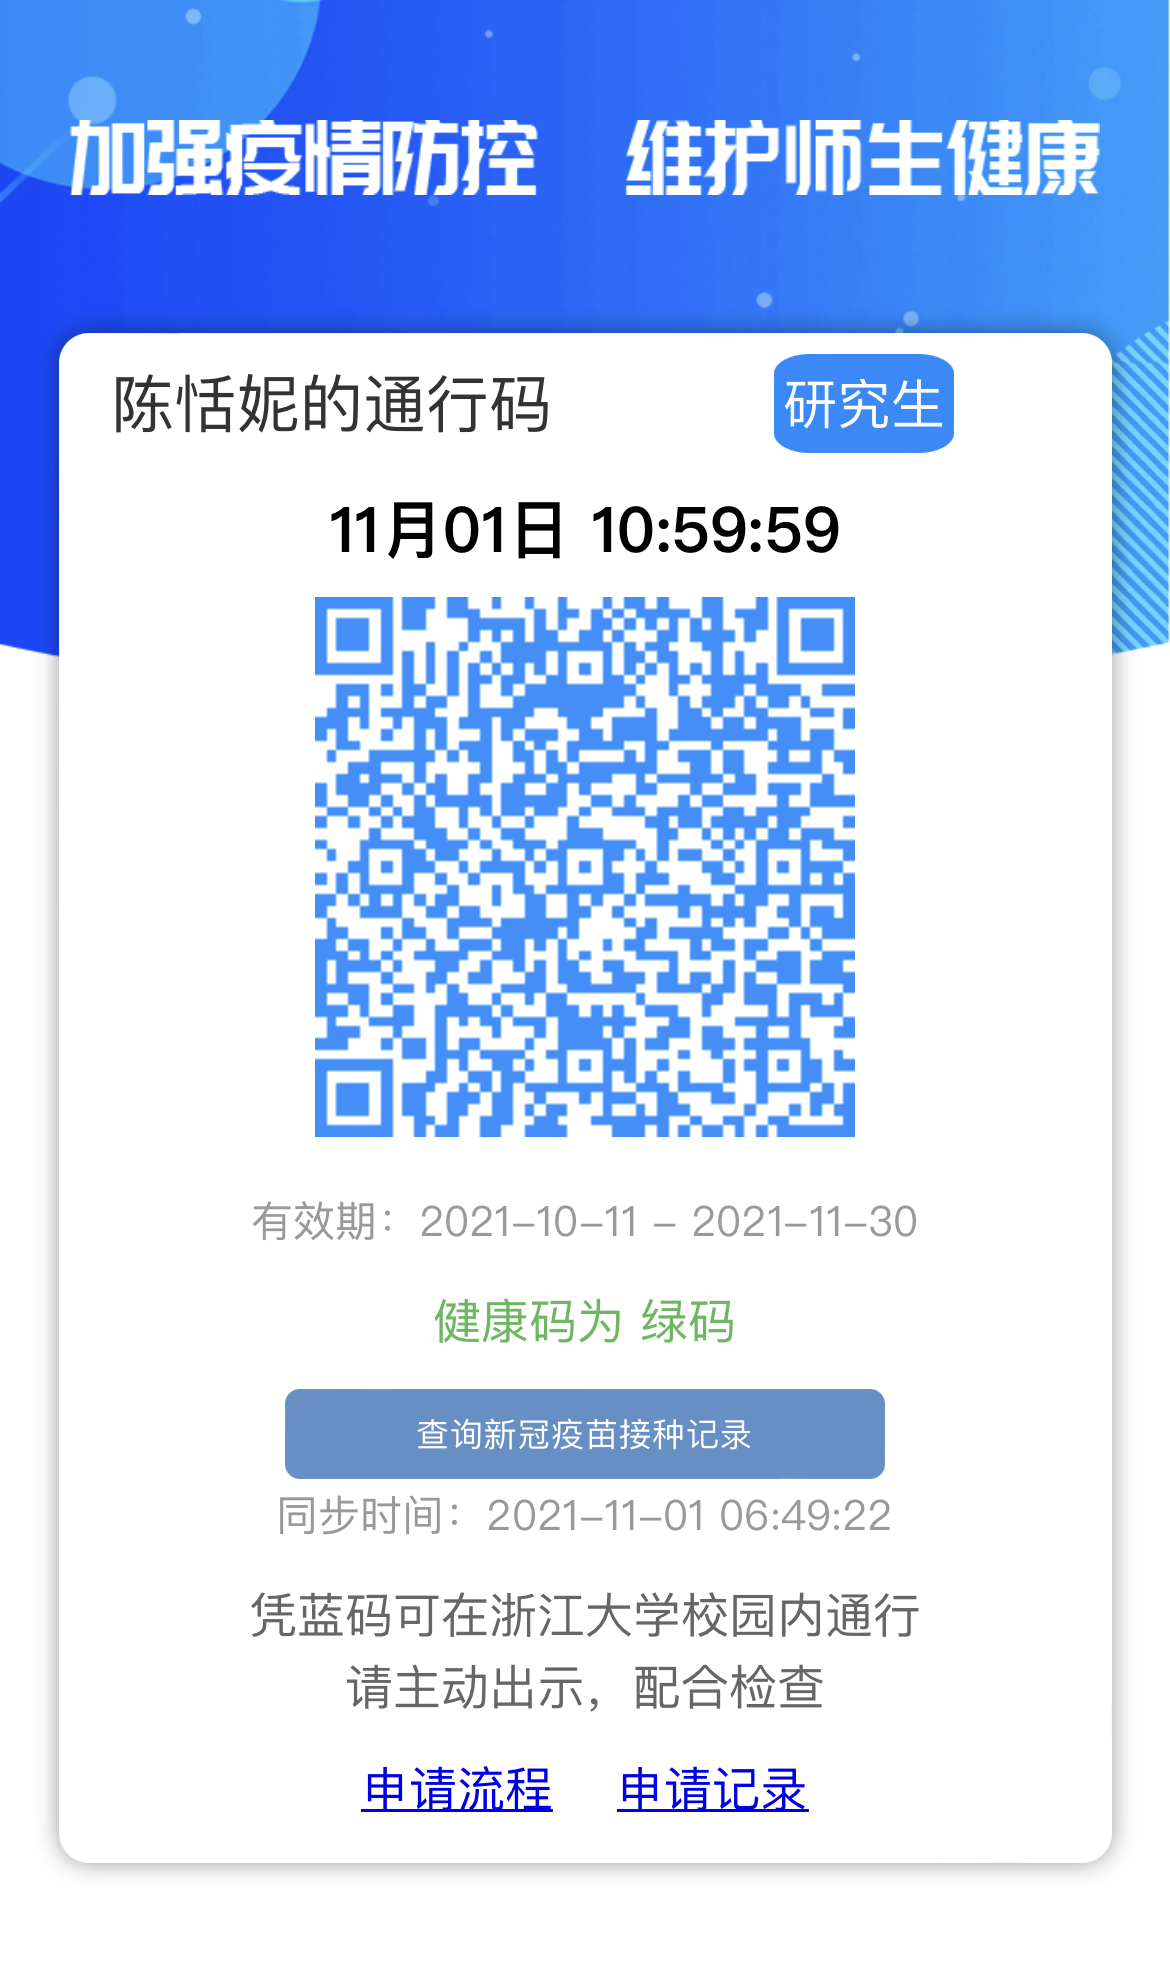 加强疫情防控 维护师生健康
陈恬妮的通行码 研究生
11月01日 10:59:59
有效期：2021-10-11 - 2021-11-30
健康码为 绿码
查询新冠疫苗接种记录
同步时间：2021-11-01 06:49:22
凭蓝码可在浙江大学校园内通行
请主动出示，配合检查
申请流程 申请记录